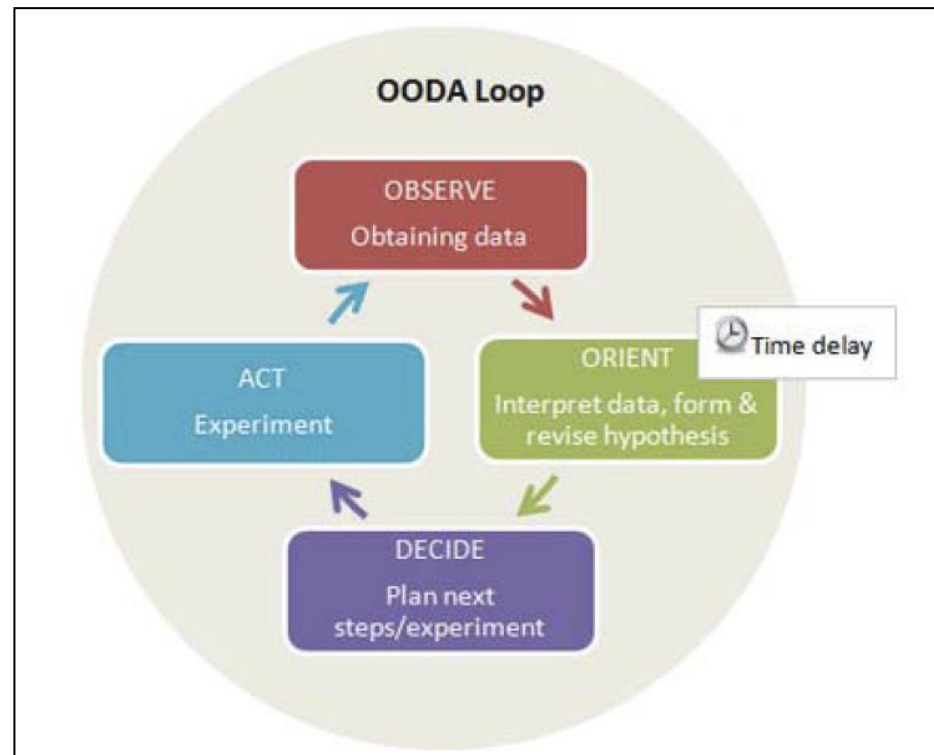 OODA Loop
OBSERVE
Obtaining data
Time delay
ORIENT
Interpret data, form &
revise hypothesis
ACT
Experiment
DECIDE
Plan next
steps/experiment